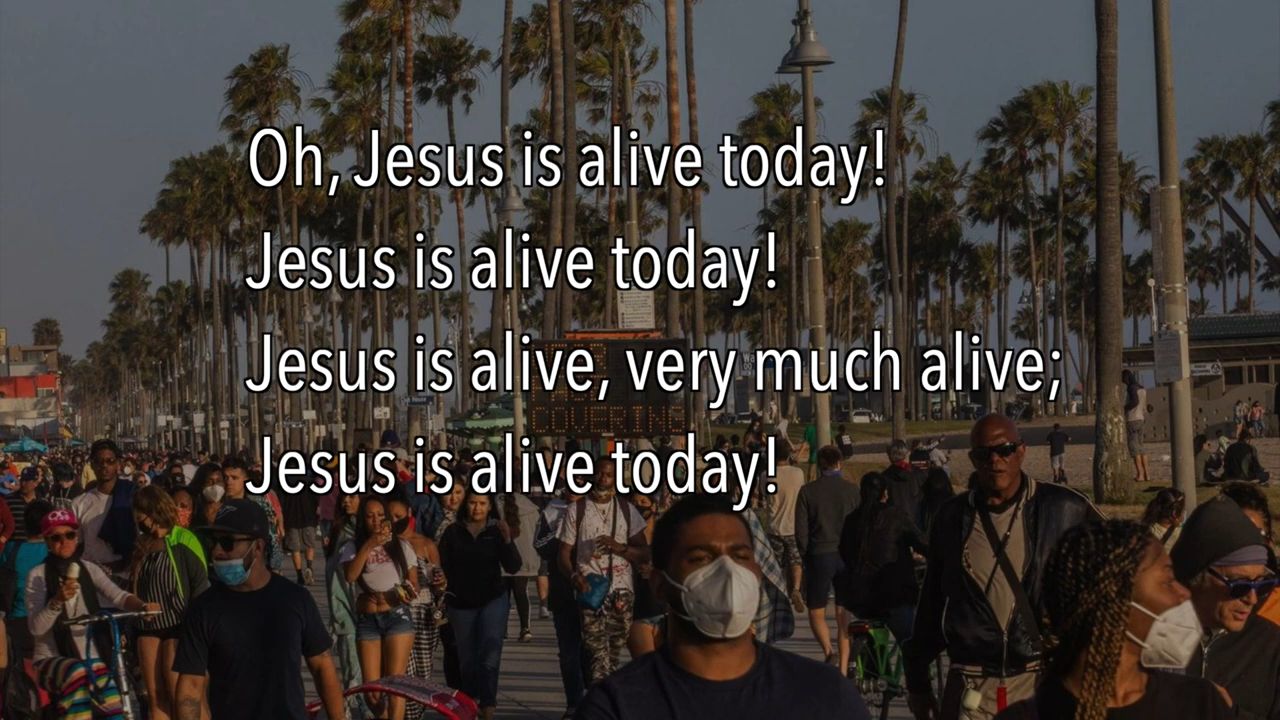 Oh, Jesus is alive today!
Jesus is alive today!
Jesus is alive, very much alive;
Jesus is alive today!
COVERING